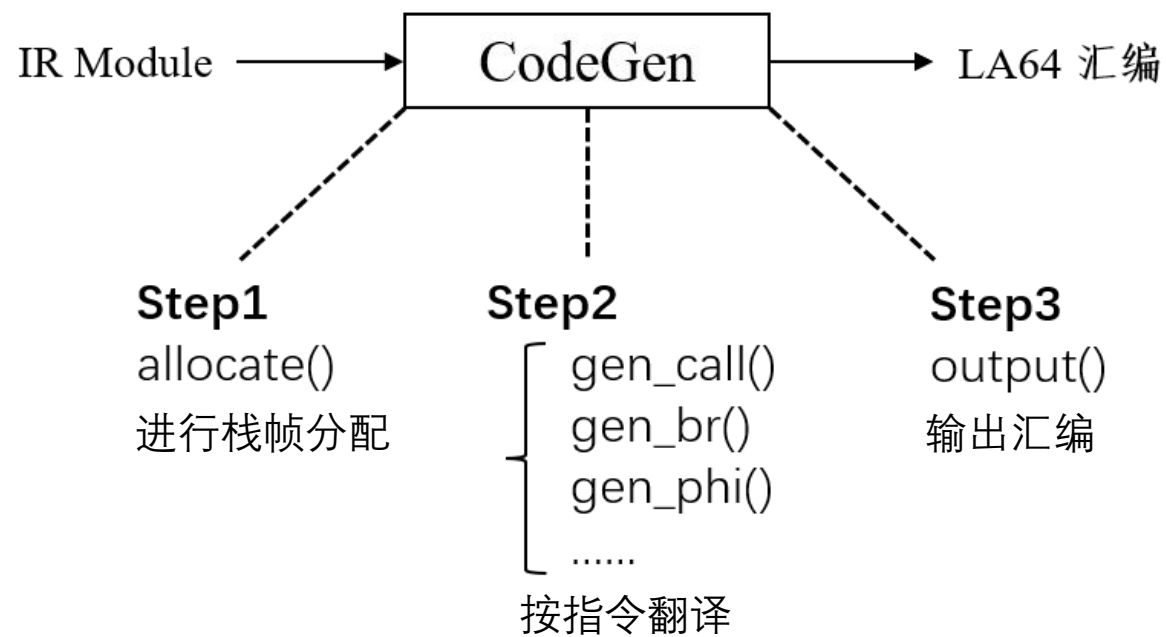 IR Module
CodeGen
LA64 汇编
Step1
allocate()
进行栈帧分配
Step2
gen_call()
gen_br()
gen_phi()
......
按指令翻译
Step3
output()
输出汇编